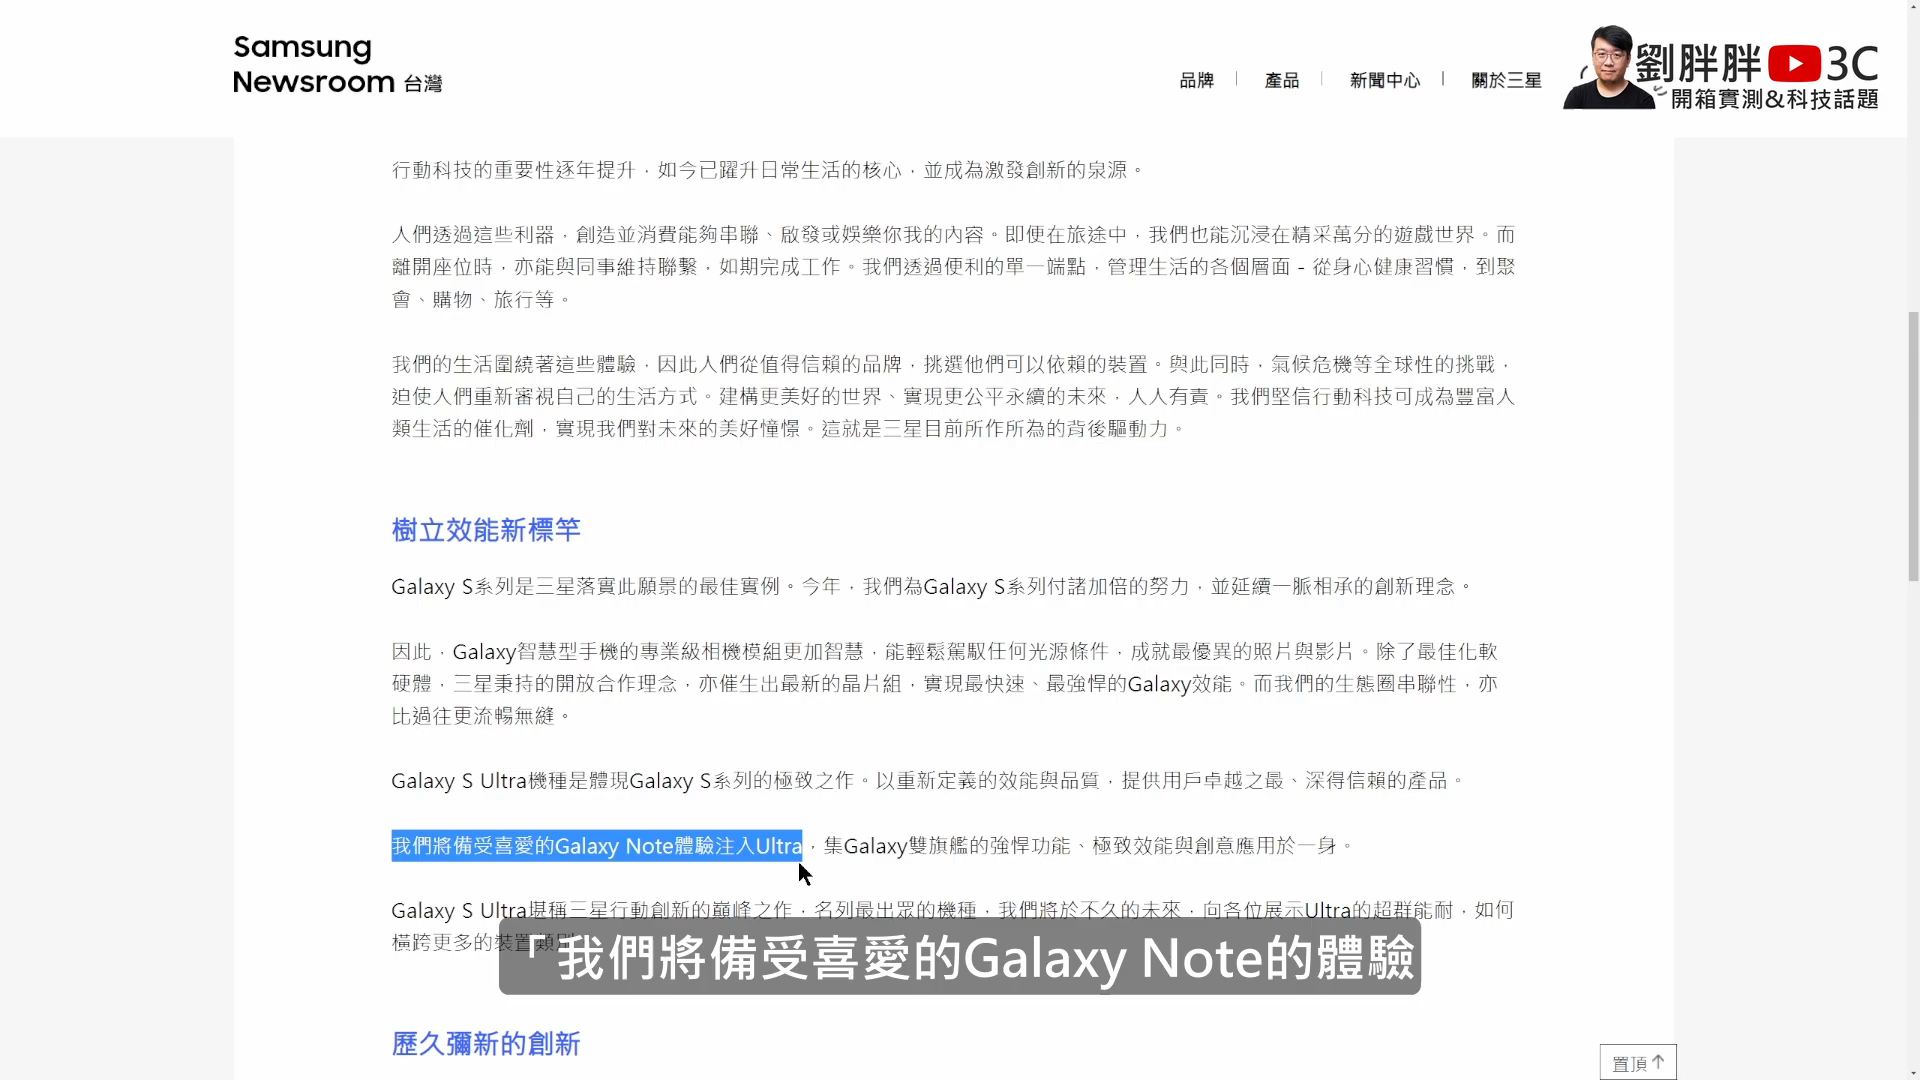 Samsung
Newsroom 台灣
品牌
產品
新聞中心
關於三星
劉胖胖 3C
開箱實測&科技話題
行動科技的重要性逐年提升，如今已躍升日常生活的核心，並成為激發創新的泉源。
人們透過這些利器，創造並消費能夠串聯、啟發或娛樂你我的內容。即便在旅途中，我們也能沉浸在精采萬分的遊戲世界。而
離開座位時，亦能與同事維持聯繫，如期完成工作。我們透過便利的單一端點，管理生活的各個層面 - 從身心健康習慣，到聚
會、購物、旅行等。
我們的生活圍繞著這些體驗，因此人們從值得信賴的品牌，挑選他們可以依賴的裝置。與此同時，氣候危機等全球性的挑戰，
迫使人們重新審視自己的生活方式。建構更美好的世界、實現更公平永續的未來，人人有責。我們堅信行動科技可成為豐富人
類生活的催化劑，實現我們對未來的美好憧憬。這就是三星目前所作所為的背後驅動力。
樹立效能新標竿
Galaxy S系列是三星落實此願景的最佳實例。今年，我們為Galaxy S系列付諸加倍的努力，並延續一脈相承的創新理念。
因此，Galaxy智慧型手機的專業級相機模組更加智慧，能輕鬆駕馭任何光源條件，成就最優異的照片與影片。除了最佳化軟
硬體，三星秉持的開放合作理念，亦催生出最新的晶片組，實現最快速、最強悍的Galaxy效能。而我們的生態圈串聯性，亦
比過往更流暢無縫。
Galaxy S Ultra機種是體現Galaxy S系列的極致之作。以重新定義的效能與品質，提供用戶卓越之最、深得信賴的產品。
我們將備受喜愛的Galaxy Note體驗注入Ultra，集Galaxy雙旗艦的強悍功能、極致效能與創意應用於一身。
Galaxy S Ultra堪稱三星行動創新的巔峰之作，名列最出眾的機種，我們將於不久的未來，向各位展示Ultra的超群能耐，如何
橫跨更多的裝置類別
「我們將備受喜愛的Galaxy Note的體驗
歷久彌新的創新
置頂